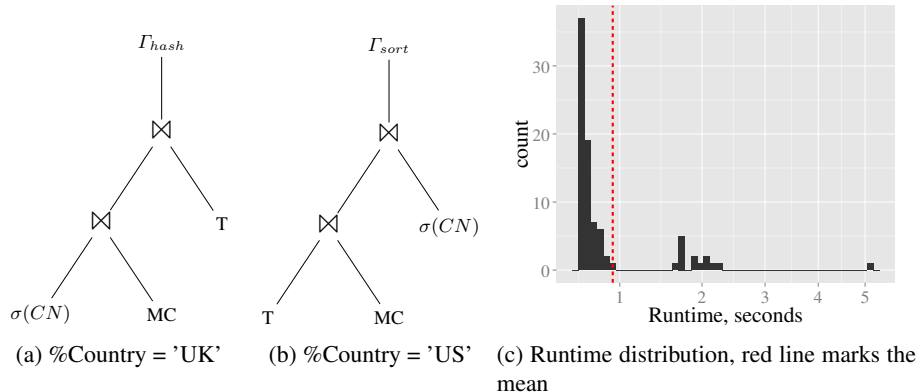 Γhash
⋈
⋈
T
σ(CN)
MC
(a) %Country = 'UK'
Γsort
⋈
⋈
σ(CN)
T
MC
(b) %Country = 'US'
count
30
20
10
0
1
2
3
4
5
Runtime, seconds
(c) Runtime distribution, red line marks the
mean